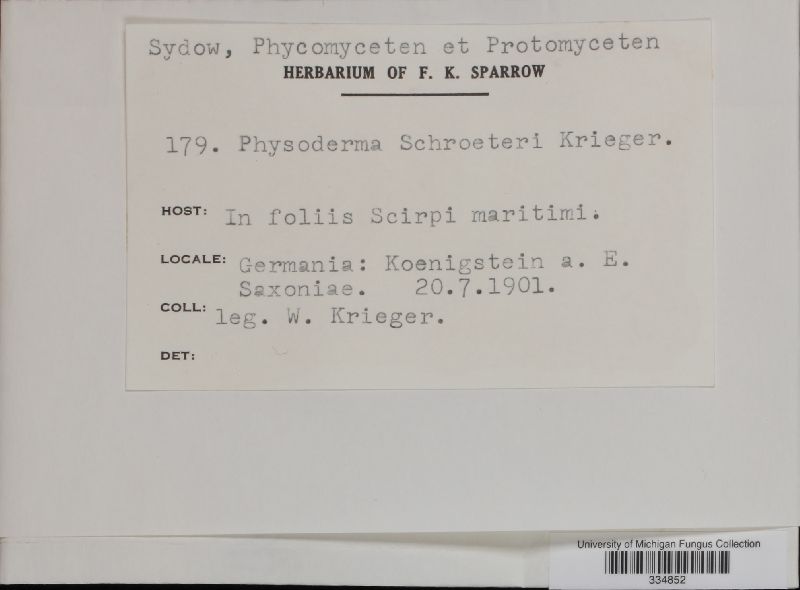 Sydow, Phycomyceten et Protomyceten
HERBARIUM OF F. K. SPARROW
179. Physoderma Schroeteri Krieger.
HOST: In foliis Scirpi maritimi.
LOCALE: Germania: Koenigstein a. E.
Saxoniae. 20.7.1901.
COLL: leg. W. Krieger.
DET:
University of Michigan Fungus Collection
334852